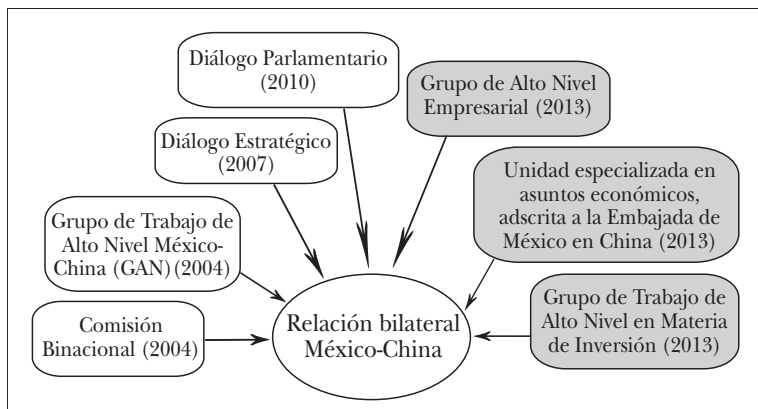 Diálogo Parlamentario
(2010)
Grupo de Alto Nivel
Empresarial (2013)
Diálogo Estratégico
(2007)
Unidad especializada en
asuntos económicos,
adscrita a la Embajada de
México en China (2013)
Grupo de Trabajo de
Alto Nivel México-
China (GAN) (2004)
Grupo de Trabajo de
Alto Nivel en Materia
de Inversión (2013)
Comisión
Binacional (2004)
Relación bilateral
México-China